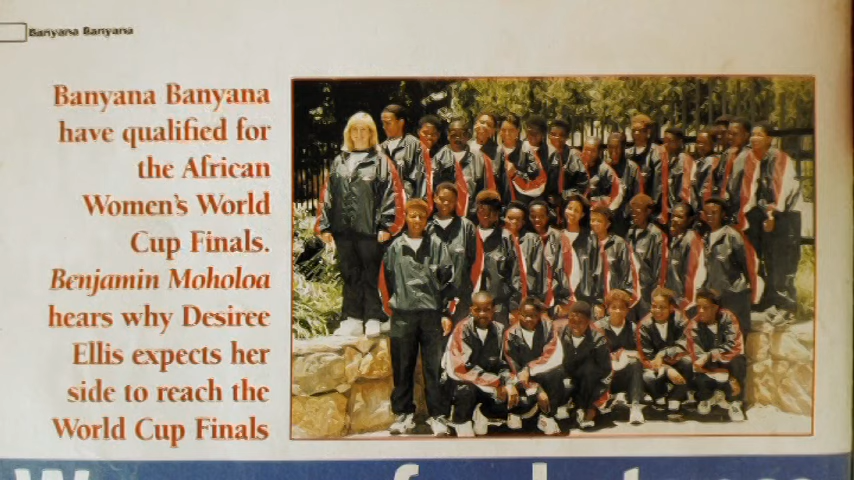 Banyana Banyana
Banyana Banyana
have qualified for
the African
Women's World
Cup Finals.
Benjamin Moholoa
hears why Desiree
Ellis expects her
side to reach the
World Cup Finals